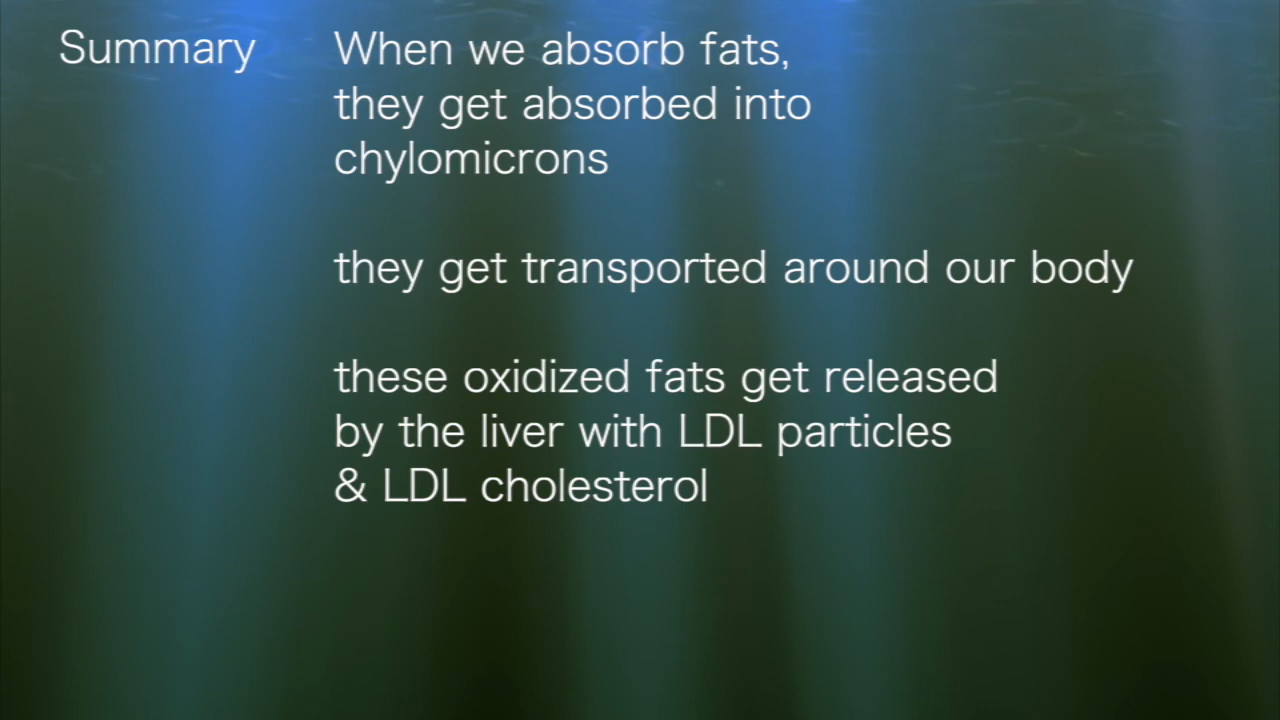 Summary
When we absorb fats,
they get absorbed into
chylomicrons
they get transported around our body
these oxidized fats get released
by the liver with LDL particles
& LDL cholesterol